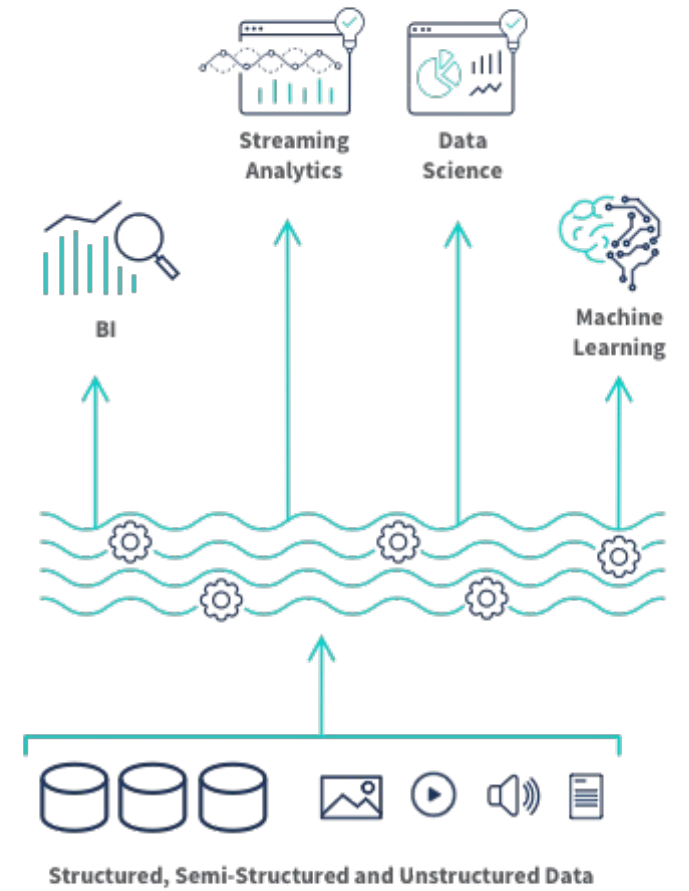 Streaming
Analytics
Data
Science
BI
Machine
Learning
Structured, Semi-Structured and Unstructured Data